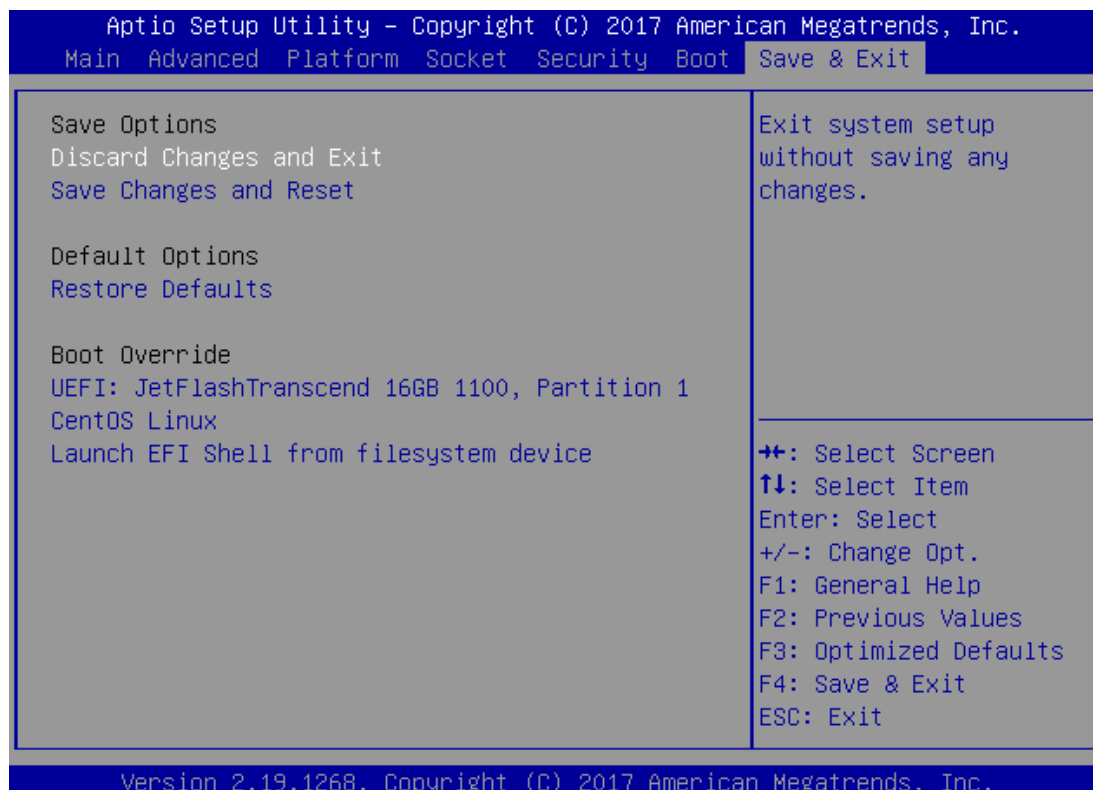 Aptio Setup Utility – Copyright (C) 2017 American Megatrends, Inc.
Main Advanced Platform Socket Security Boot Save & Exit
Save Options
Discard Changes and Exit
Save Changes and Reset
Default Options
Restore Defaults
Boot Override
UEFI: JetFlashTranscend 16GB 1100, Partition 1
CentOS Linux
Launch EFI Shell from filesystem device
Exit system setup
without saving any
changes.
→←: Select Screen
↑↓: Select Item
Enter: Select
+/-: Change Opt.
F1: General Help
F2: Previous Values
F3: Optimized Defaults
F4: Save & Exit
ESC: Exit
Version 2.19.1268. Copyright (C) 2017 American Megatrends, Inc.